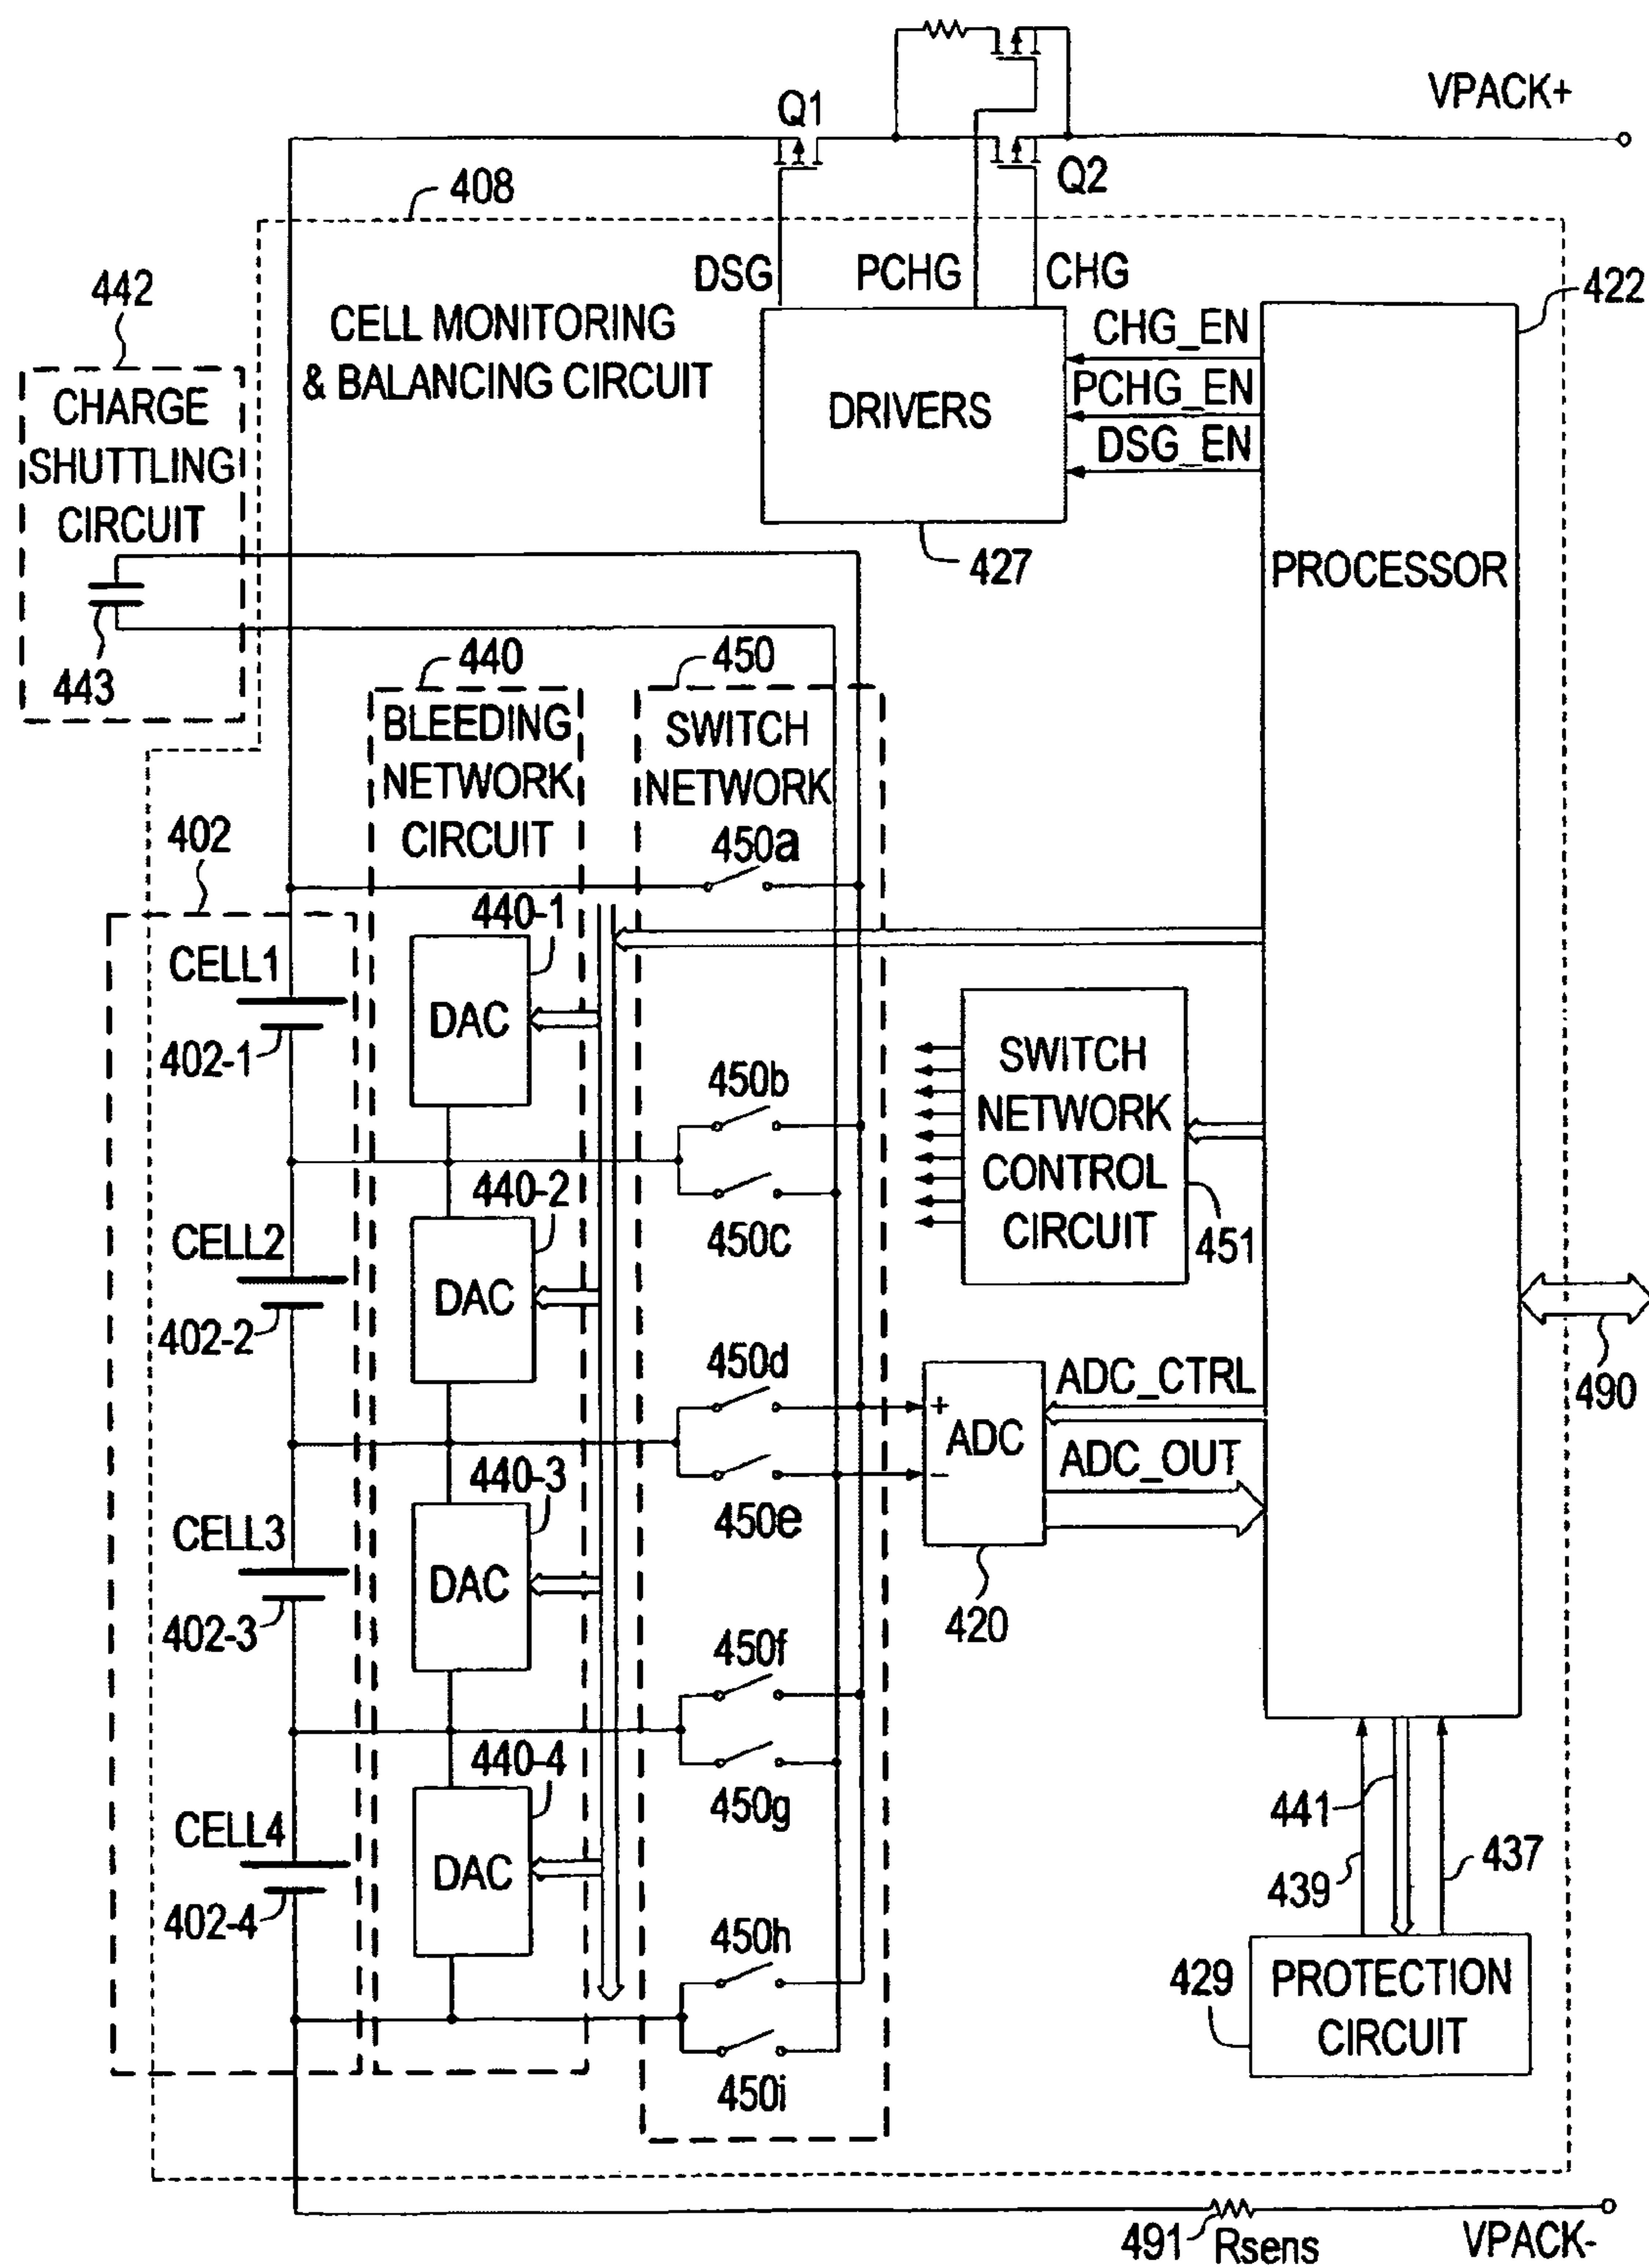 VPACK+
Q1
Q2
408
DSG
PCHG
CHG
442
422
CELL MONITORING
& BALANCING CIRCUIT
CHG_EN
PCHG_EN
DSG_EN
DRIVERS
CHARGE
SHUTTLING
CIRCUIT
427
PROCESSOR
443
440
450
BLEEDING
NETWORK
CIRCUIT
SWITCH
NETWORK
402
450a
440-1
CELL1
DAC
402-1
SWITCH
NETWORK
CONTROL
CIRCUIT
450b
440-2
450c
451
CELL2
DAC
402-2
490
450d
ADC_CTRL
+
ADC
-
ADC_OUT
440-3
450e
CELL3
DAC
402-3
420
450f
440-4
450g
441
437
439
CELL4
DAC
402-4
450h
429
PROTECTION
CIRCUIT
450i
491
Rsens
VPACK-